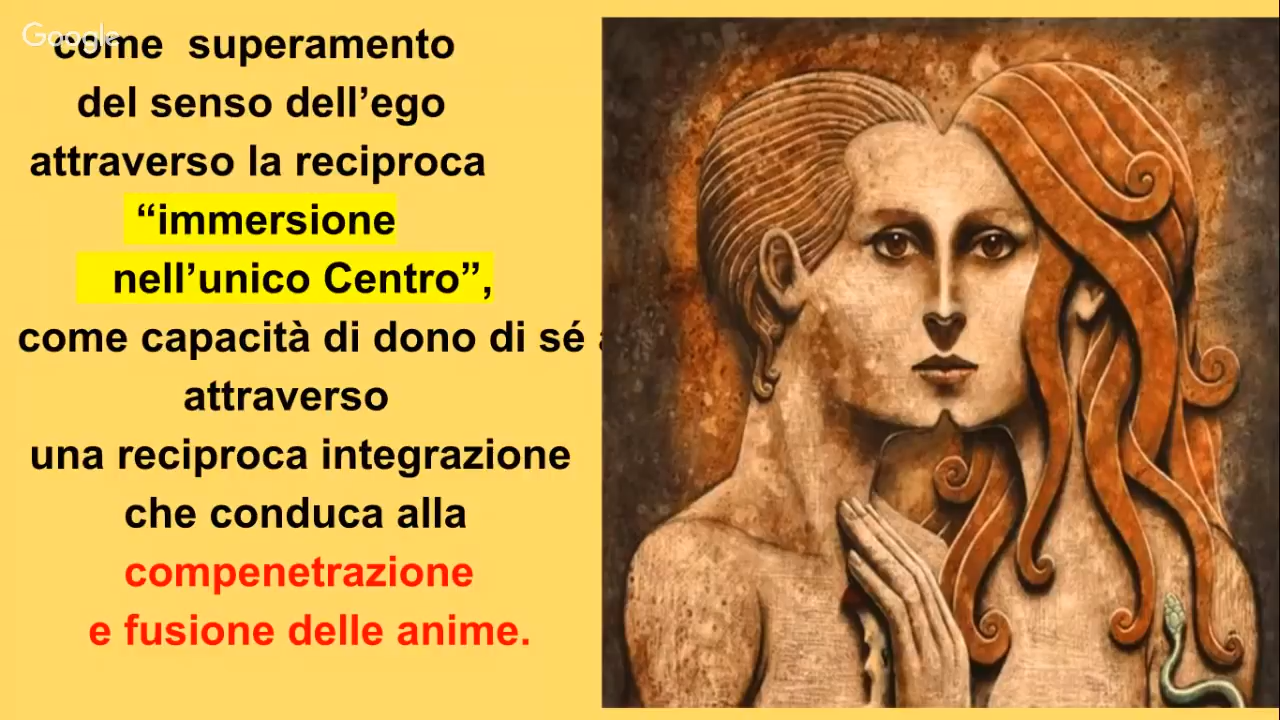 Google
come superamento
del senso dell’ego
attraverso la reciproca
“immersione
nell’unico Centro”,
come capacità di dono di sé
attraverso
una reciproca integrazione
che conduca alla
compenetrazione
e fusione delle anime.